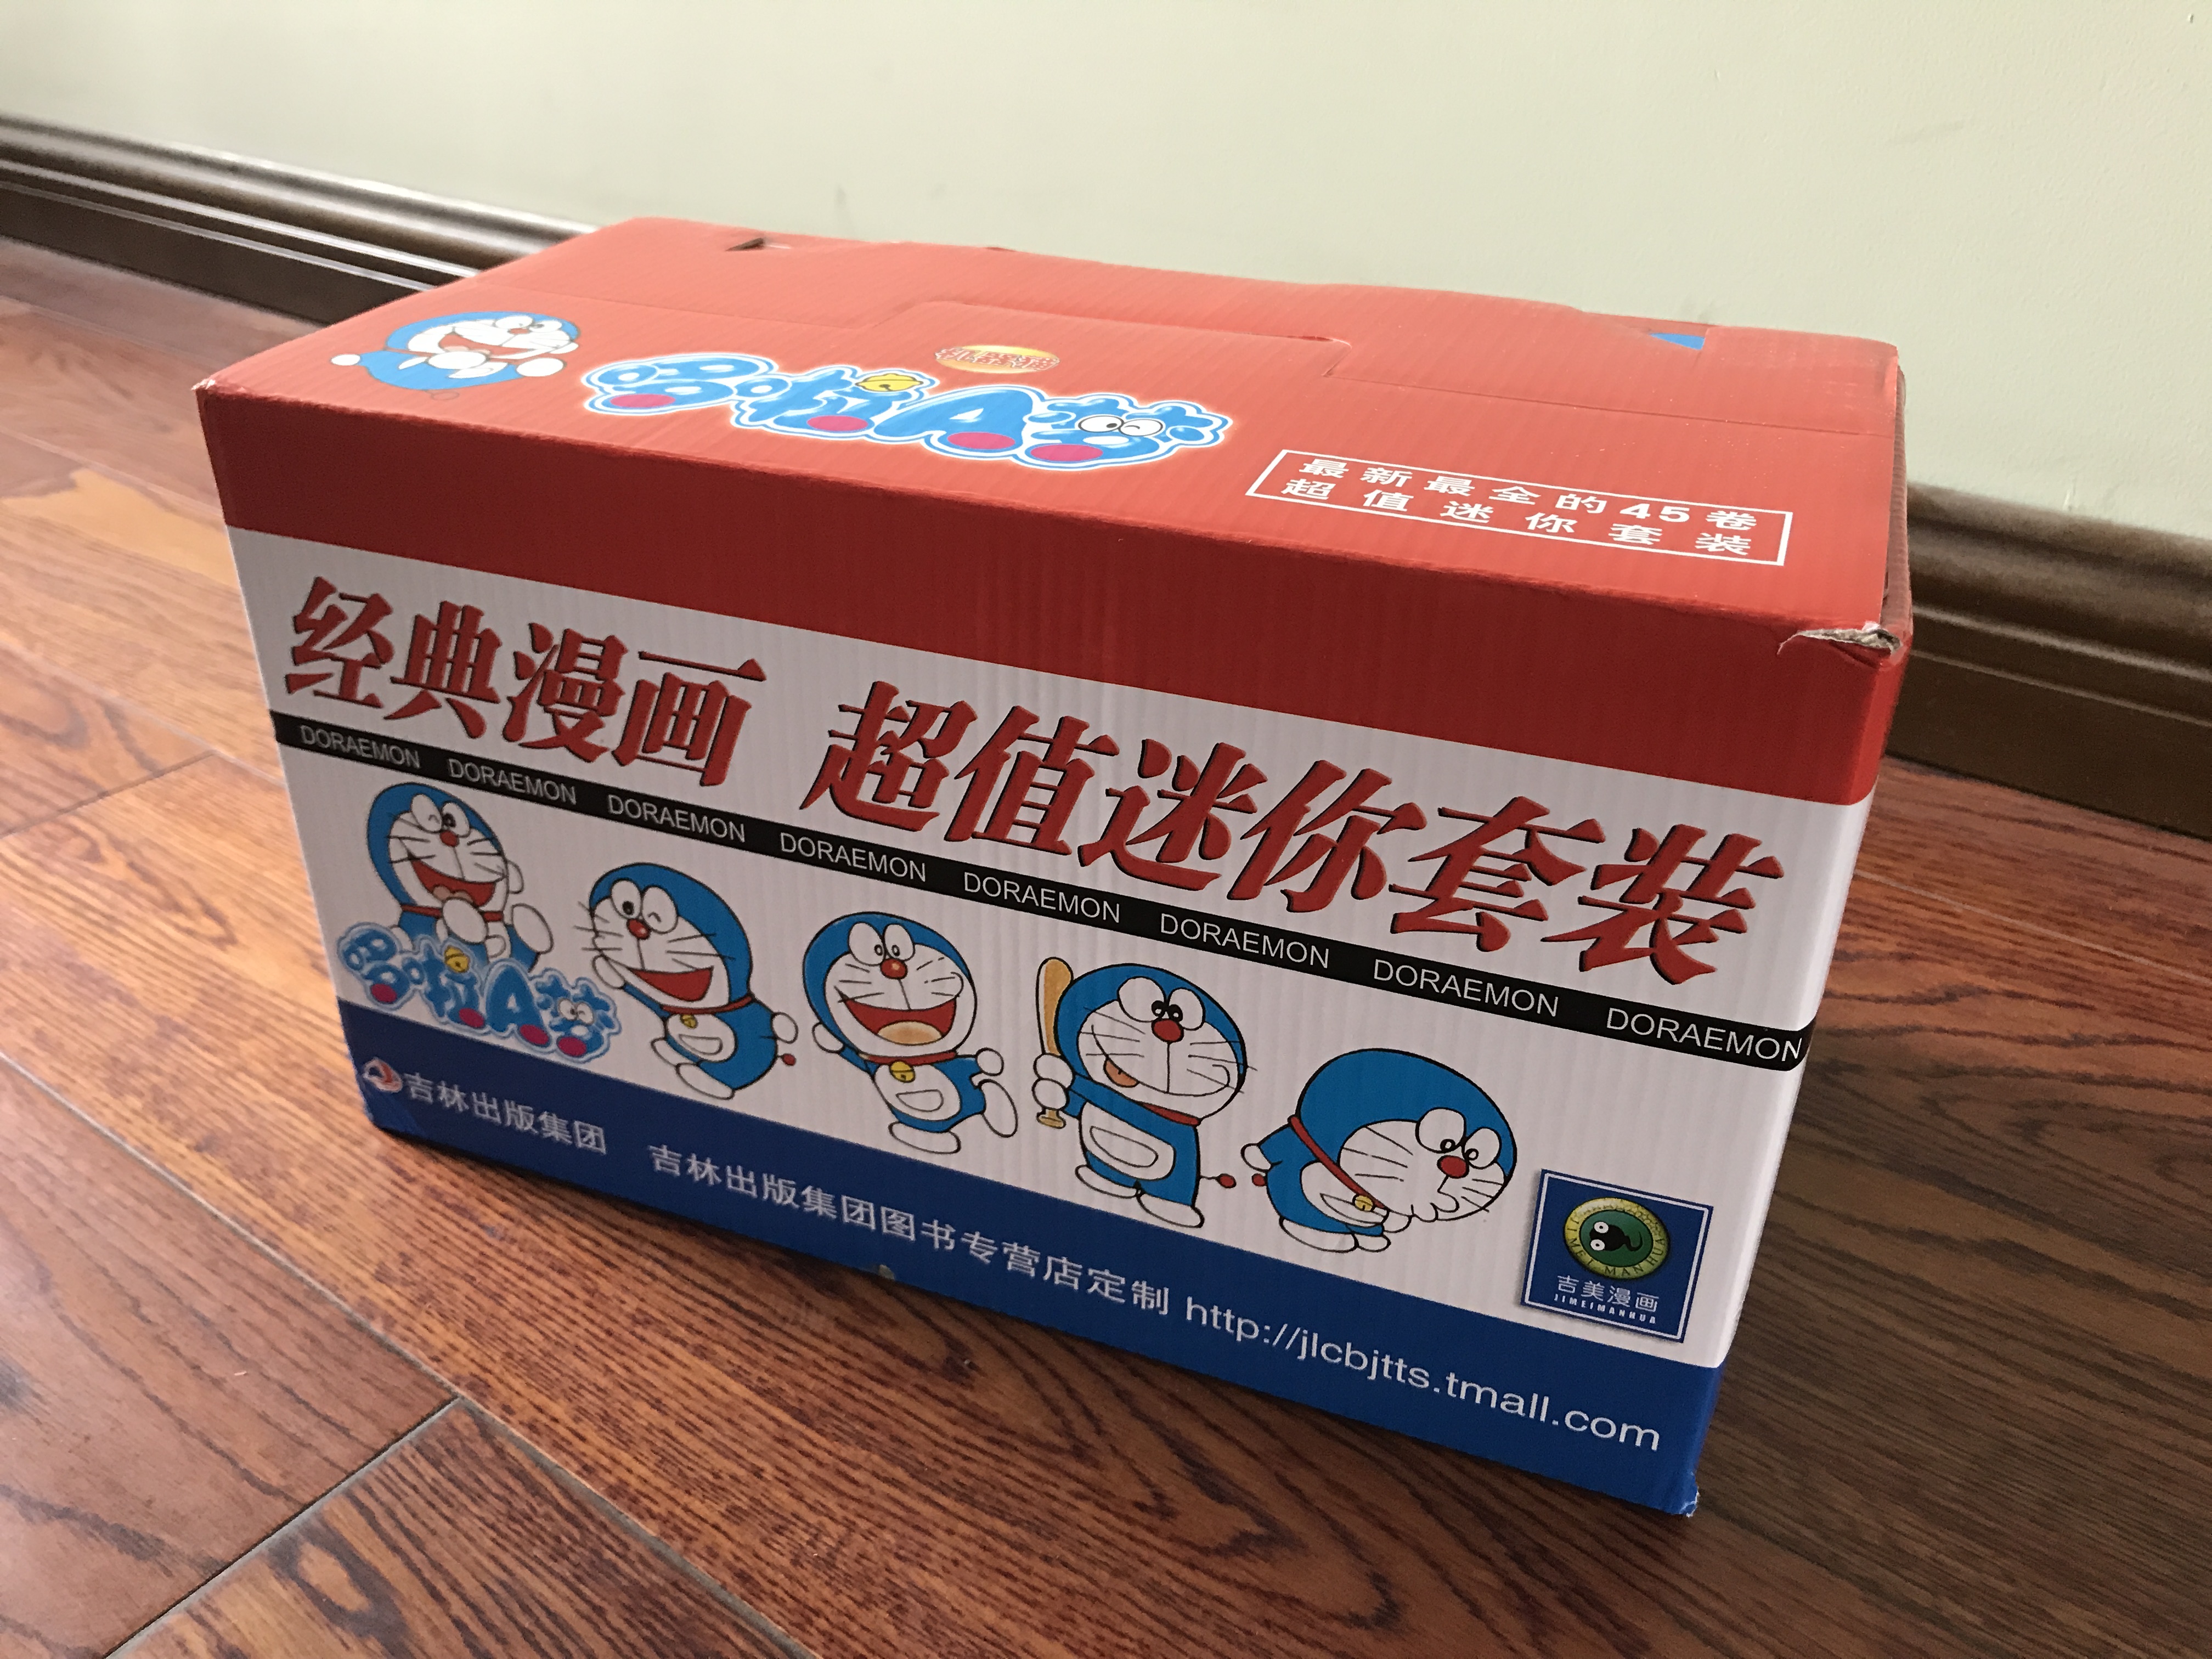 哆啦A梦
最新最全的45卷
超值迷你套装
经典漫画 超值迷你套装
DORAEMON DORAEMON DORAEMON DORAEMON DORAEMON DORAEMON DORAEMON DORAEMON
哆啦A梦
吉美漫画
JIMEIMANHUA
吉林出版集团 吉林出版集团图书专营店定制 http://jlcbjtts.tmall.com